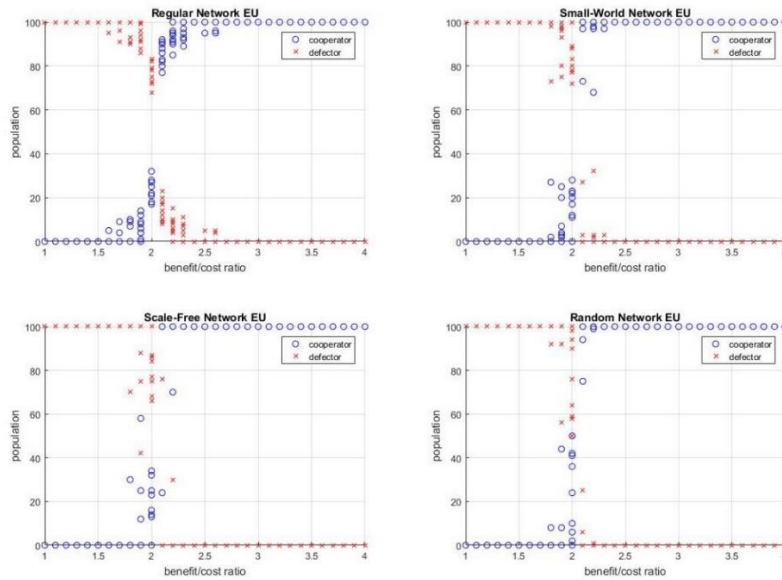 Regular Network EU
100
80
60
40
20
0
population
cooperator
defector
1
1.5
2
2.5
3
3.5
4
benefit/cost ratio
Small-World Network EU
100
80
60
40
20
0
population
cooperator
defector
1
1.5
2
2.5
3
3.5
4
benefit/cost ratio
Scale-Free Network EU
100
80
60
40
20
0
population
cooperator
defector
1
1.5
2
2.5
3
3.5
4
benefit/cost ratio
Random Network EU
100
80
60
40
20
0
population
cooperator
defector
1
1.5
2
2.5
3
3.5
4
benefit/cost ratio